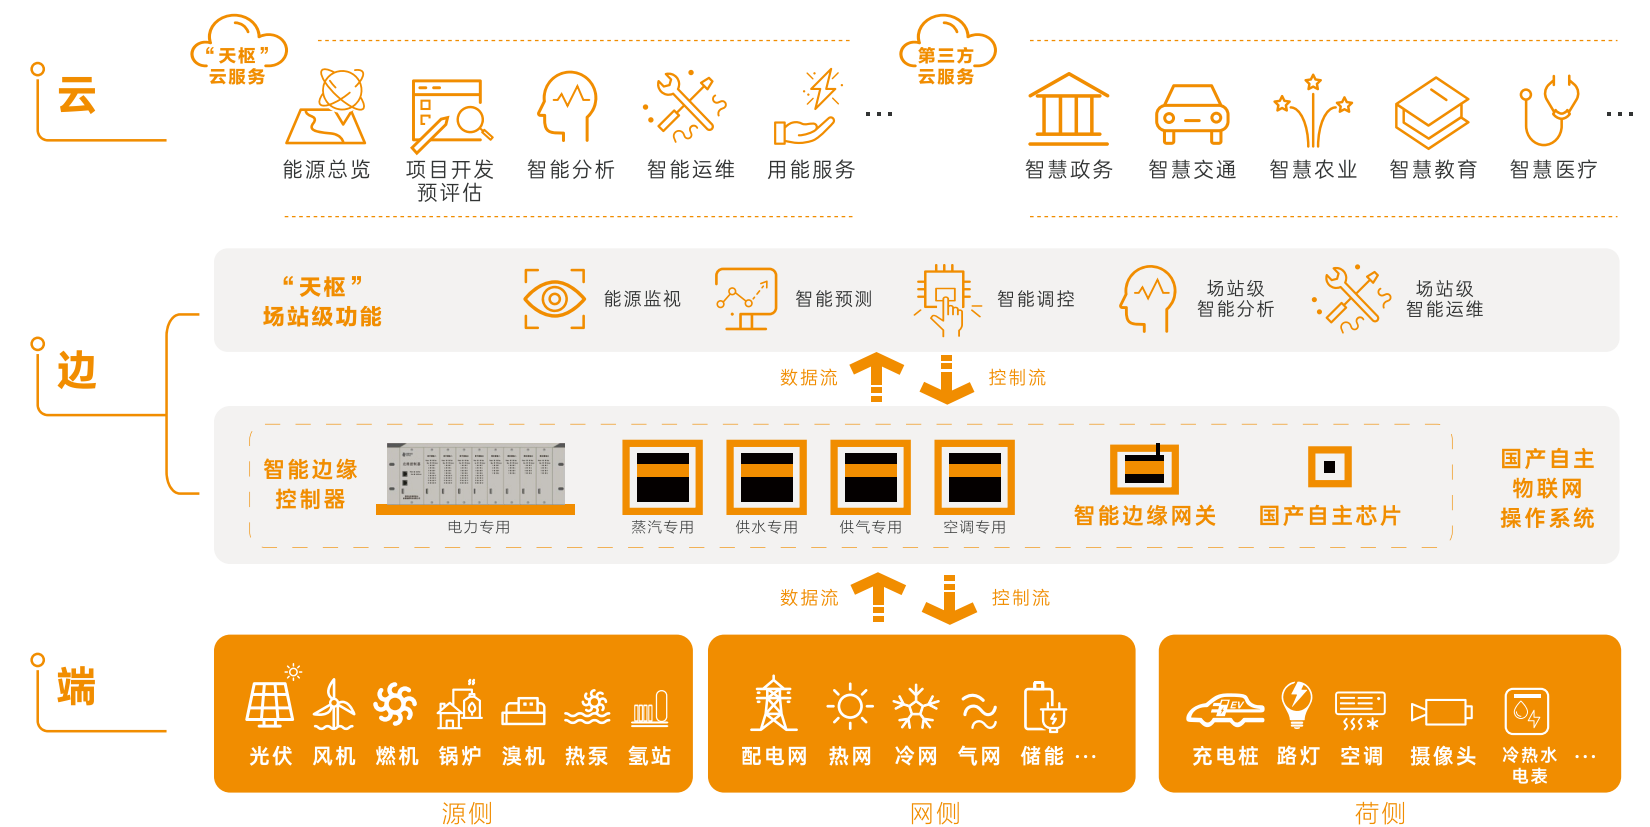 云
“天枢”
云服务
能源总览
项目开发
预评估
智能分析
智能运维
用能服务
...
第三方
云服务
智慧政务
智慧交通
智慧农业
智慧教育
智慧医疗
...
边
“天枢”
场站级功能
能源监视
智能预测
智能调控
场站级
智能分析
场站级
智能运维
数据流
控制流
智能边缘
控制器
电力专用
蒸汽专用
供水专用
供气专用
空调专用
智能边缘网关
国产自主芯片
国产自主
物联网
操作系统
数据流
控制流
端
光伏
风机
燃机
锅炉
溴机
热泵
氢站
源侧
配电网
热网
冷网
气网
储能
...
网侧
EV
充电桩
路灯
空调
摄像头
冷热水
电表
...
荷侧